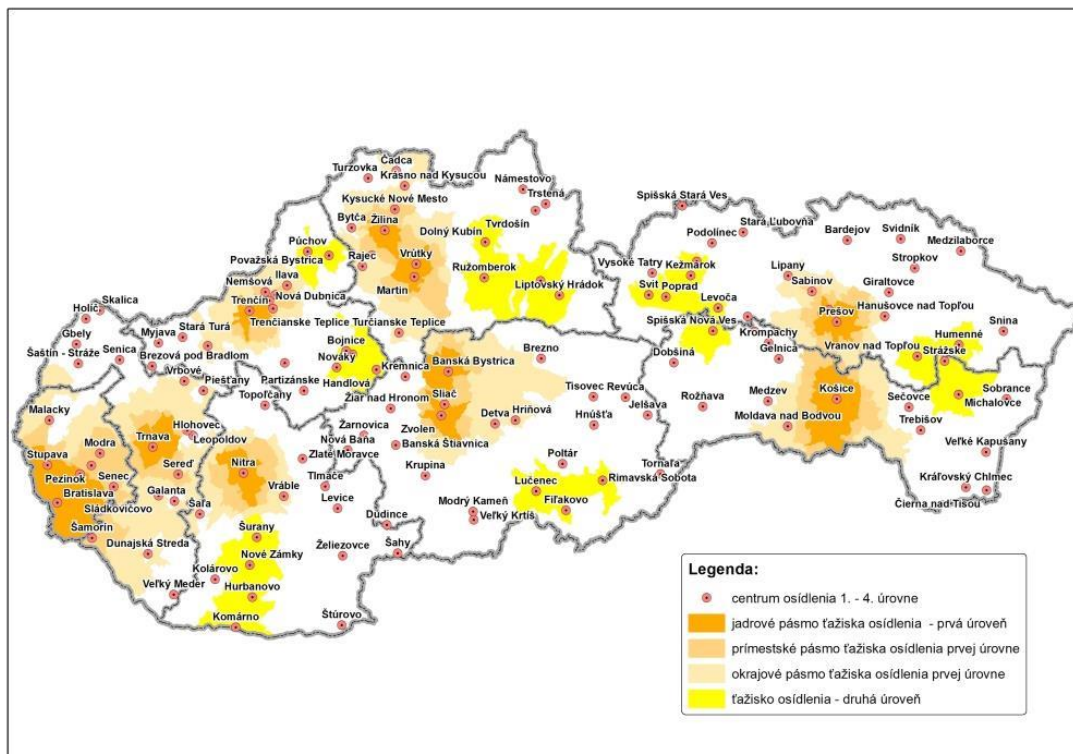 Čadca
Turzovka
Krásno nad Kysucou
Námestovo
Trstená
Kysucké Nové Mesto
Bytča
Žilina
Tvrdošín
Dolný Kubín
Spišská Stará Ves
Stará Ľubovňa
Podolínec
Bardejov
Svidník
Medzilaborce
Stropkov
Púchov
Považská Bystrica
Rajec
Vrútky
Martin
Ružomberok
Liptovský Hrádok
Vysoké Tatry
Kežmarok
Svit
Poprad
Levoča
Lipany
Sabinov
Giraltovce
Prešov
Hanušovce nad Topľou
Ilava
Nemšová
Nová Dubnica
Trenčín
Trenčianske Teplice
Turčianske Teplice
Spišská Nová Ves
Krompachy
Gelnica
Dobšiná
Vranov nad Topľou
Humenné
Snina
Strážske
Skalica
Holíč
Gbely
Šaštín - Stráže
Senica
Myjava
Stará Turá
Brezová pod Bradlom
Vrbové
Piešťany
Partizánske
Topoľčany
Bojnice
Nováky
Handlová
Kremnica
Žiar nad Hronom
Banská Bystrica
Brezno
Sliač
Zvolen
Detva
Hriňová
Tisovec
Revúca
Hnúšťa
Jelšava
Rožňava
Medzev
Moldava nad Bodvou
Košice
Sečovce
Trebišov
Sobrance
Michalovce
Veľké Kapušany
Kráľovský Chlmec
Čierna nad Tisou
Malacky
Stupava
Modra
Pezinok
Senec
Bratislava
Sládkovičovo
Šamorín
Dunajská Streda
Veľký Meder
Trnava
Hlohovec
Leopoldov
Sereď
Galanta
Šaľa
Nitra
Vráble
Zlaté Moravce
Žarnovica
Nová Baňa
Banská Štiavnica
Tlmače
Levice
Krupina
Dudince
Modrý Kameň
Veľký Krtíš
Poltár
Lučenec
Fiľakovo
Rimavská Sobota
Tornaľa
Šurany
Nové Zámky
Kolárovo
Hurbanovo
Komárno
Želiezovce
Šahy
Štúrovo
Legenda:
centrum osídlenia 1. - 4. úrovne
jadrové pásmo ťažiska osídlenia - prvá úroveň
prímestské pásmo ťažiska osídlenia prvej úrovne
okrajové pásmo ťažiska osídlenia prvej úrovne
ťažisko osídlenia - druhá úroveň